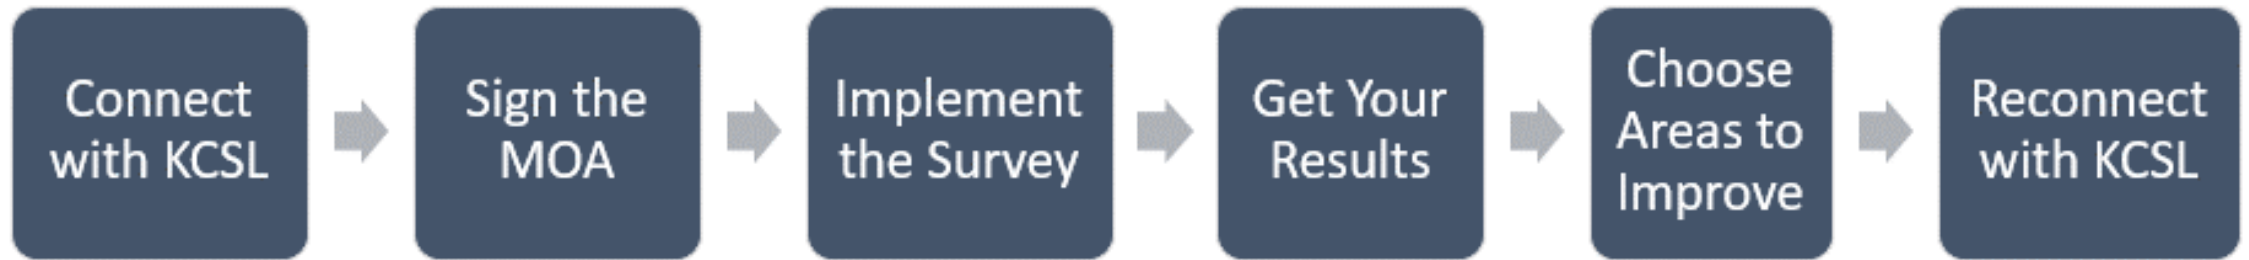 Connect
with KCSL
Sign the
MOA
Implement
the Survey
Get Your
Results
Choose
Areas to
Improve
Reconnect
with KCSL